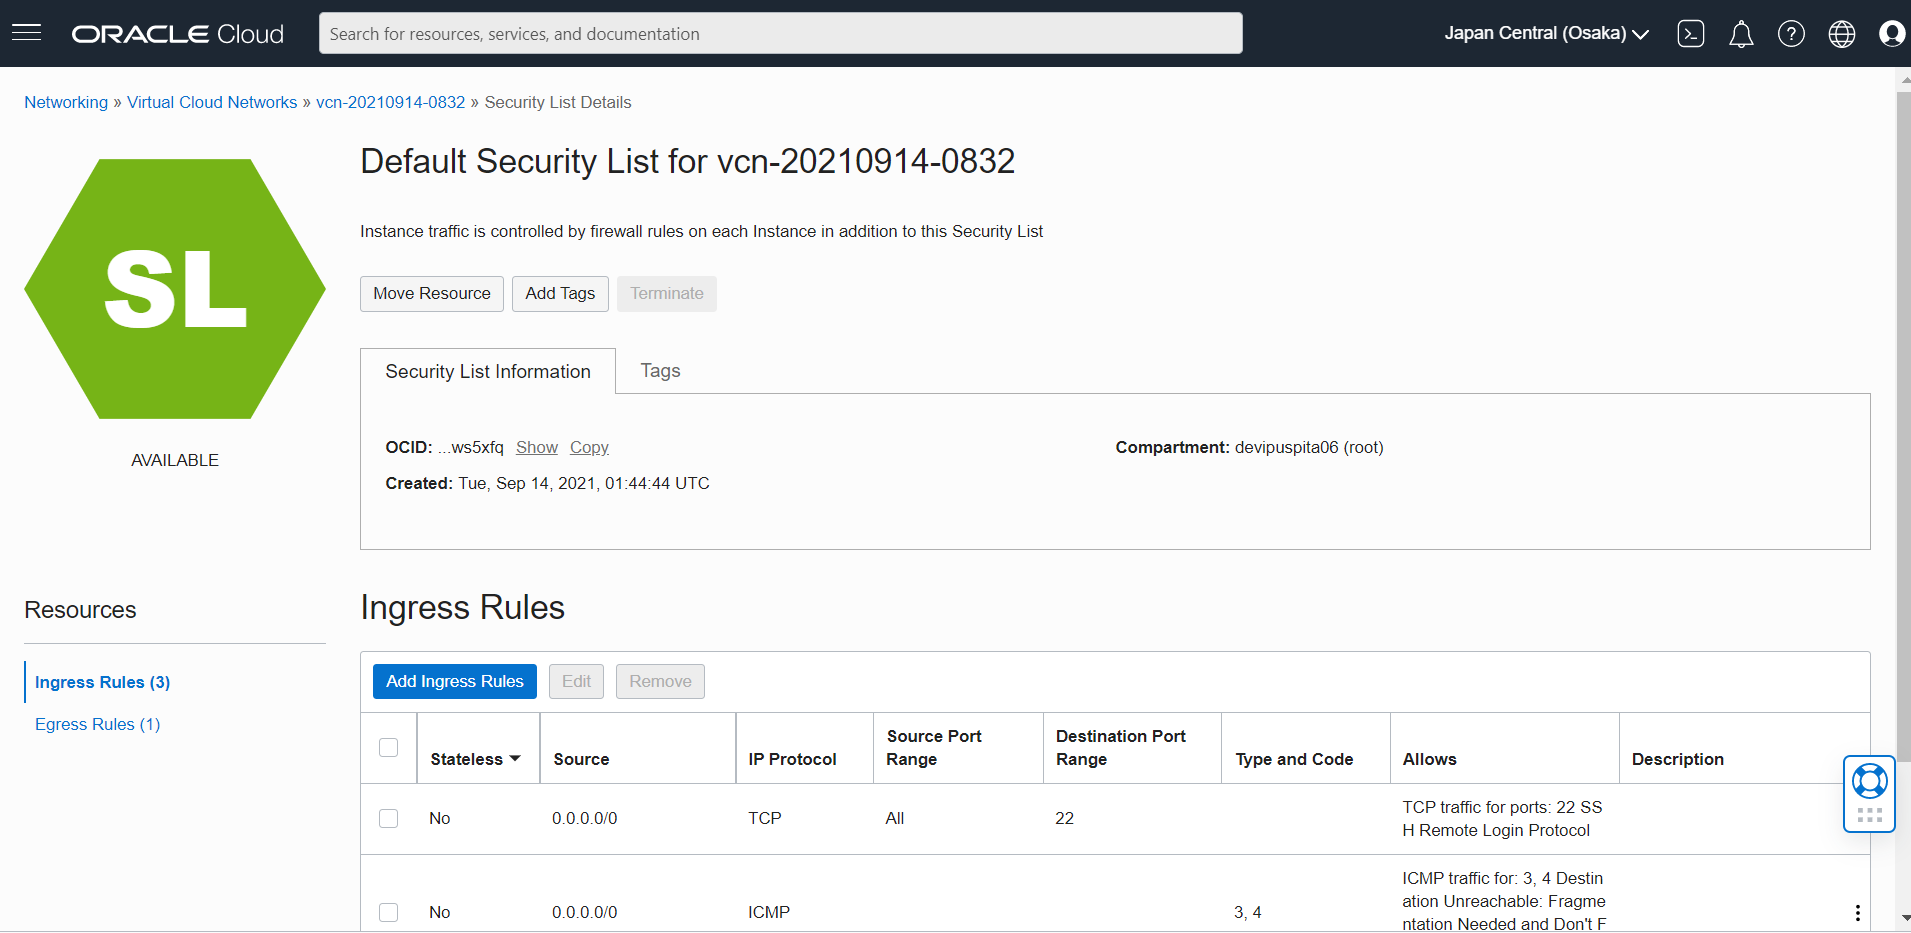 ORACLE Cloud
Search for resources, services, and documentation
Japan Central (Osaka)
Networking » Virtual Cloud Networks » vcn-20210914-0832 » Security List Details
SL
AVAILABLE
Default Security List for vcn-20210914-0832
Instance traffic is controlled by firewall rules on each Instance in addition to this Security List
Move Resource Add Tags Terminate
Security List Information Tags
OCID: ...ws5xfq Show Copy
Compartment: devipuspita06 (root)
Created: Tue, Sep 14, 2021, 01:44:44 UTC
Resources
Ingress Rules (3)
Egress Rules (1)
Ingress Rules
Add Ingress Rules Edit Remove
Stateless Source IP Protocol Source Port Range Destination Port Range Type and Code Allows Description
No 0.0.0.0/0 TCP All 22 TCP traffic for ports: 22 SS
H Remote Login Protocol
No 0.0.0.0/0 ICMP 3, 4 ICMP traffic for: 3, 4 Destin
ation Unreachable: Fragme
ntation Needed and Don't F